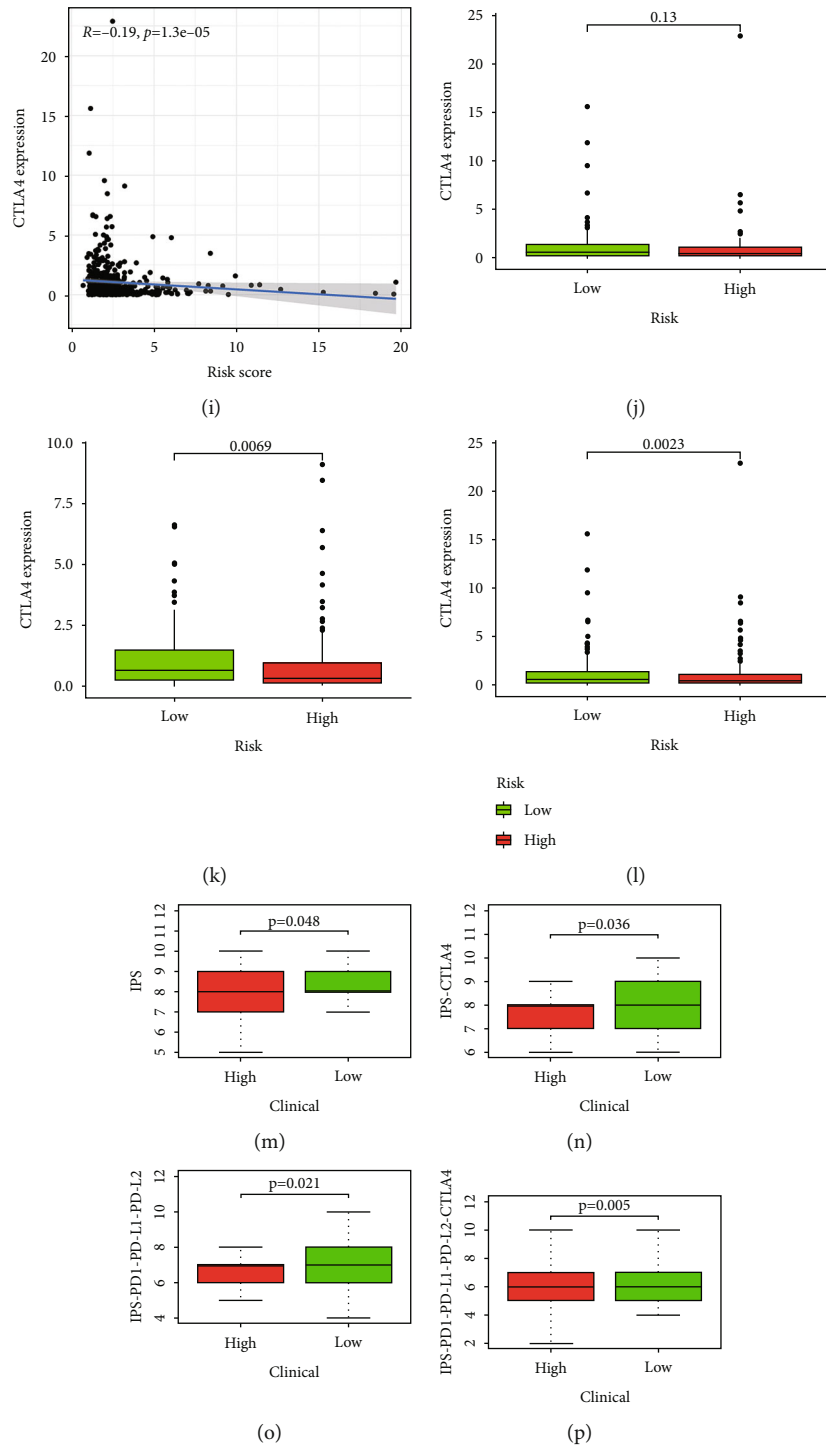 R=–0.19, p=1.3e–05
CTLA4 expression
20
15
10
5
0
0
5
10
15
20
Risk score
(i)
0.13
CTLA4 expression
25
20
15
10
5
0
Low
High
Risk
(j)
0.0069
CTLA4 expression
10.0
7.5
5.0
2.5
0.0
Low
High
Risk
(k)
0.0023
CTLA4 expression
25
20
15
10
5
0
Low
High
Risk
Risk
Low
High
(l)
p=0.048
IPS
12
11
10
9
8
7
6
5
High
Low
Clinical
(m)
p=0.036
IPS-CTLA4
12
11
10
9
8
7
6
High
Low
Clinical
(n)
p=0.021
IPS-PD1-PD-L1-PD-L2
12
10
8
6
4
High
Low
Clinical
(o)
p=0.005
IPS-PD1-PD-L1-PD-L2-CTLA4
12
10
8
6
4
2
High
Low
Clinical
(p)